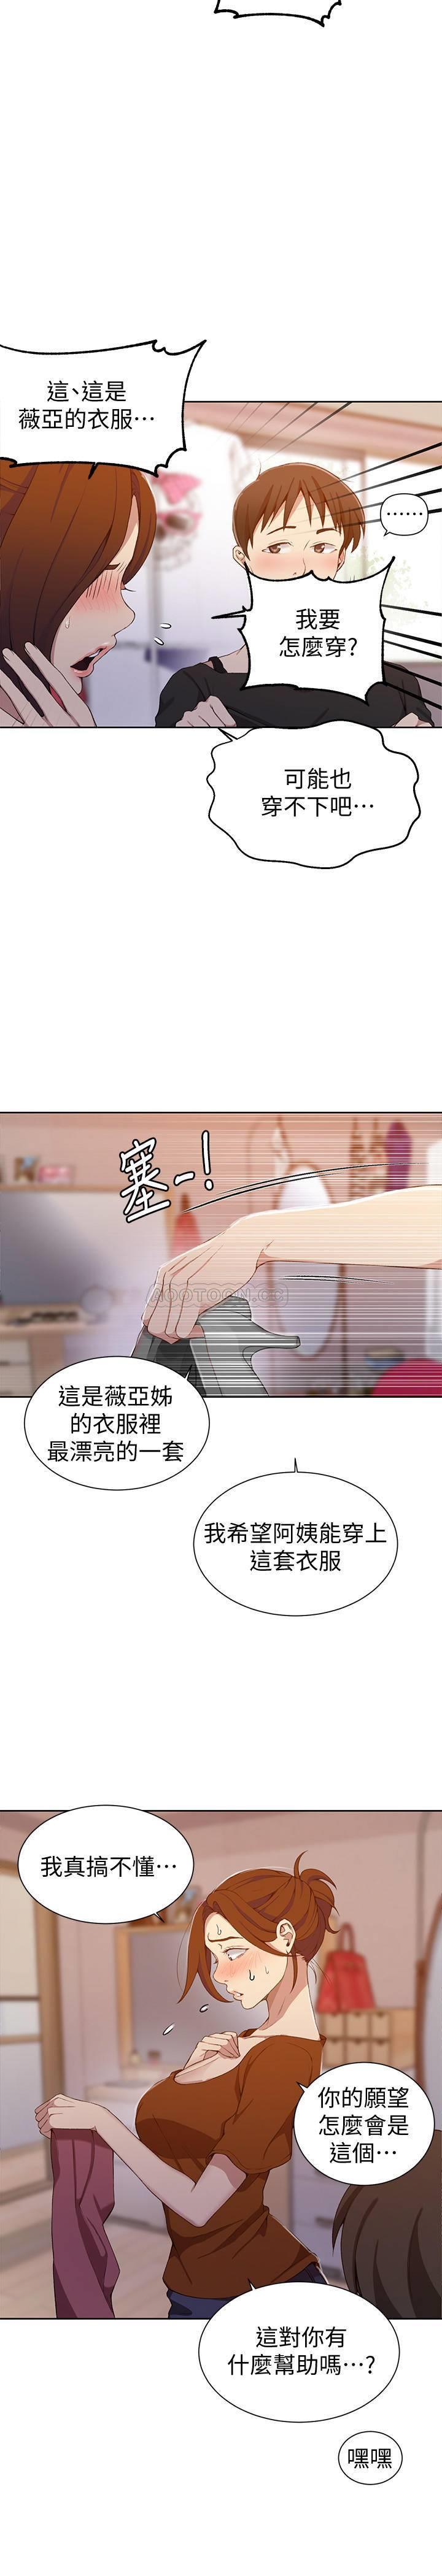 這、這是
薇亞的衣服…
……
我要
怎麼穿?
可能也
穿不下吧…
塞－!
這是薇亞姊
的衣服裡
最漂亮的一套
我希望阿姨能穿上
這套衣服
我真搞不懂…
你的願望
怎麼會是
這個…
這對你有
什麼幫助嗎…?
嘿嘿